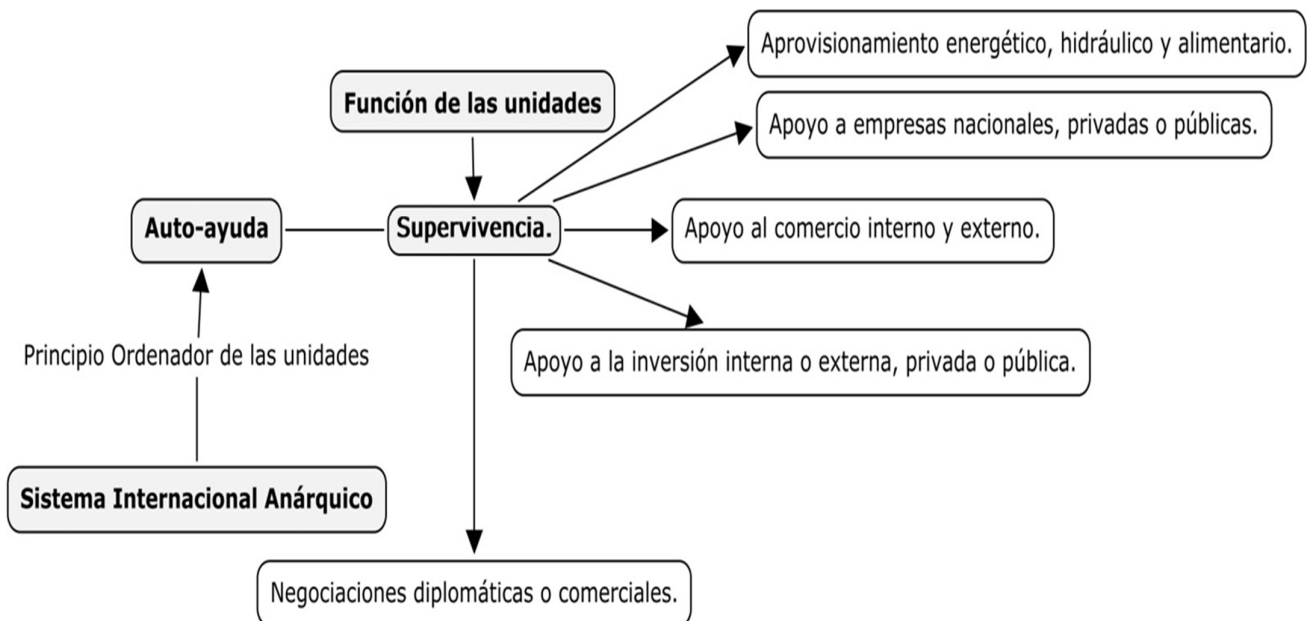 Aprovisionamiento energético, hidráulico y alimentario.
Función de las unidades
Apoyo a empresas nacionales, privadas o públicas.
Auto-ayuda
Supervivencia.
Apoyo al comercio interno y externo.
Principio Ordenador de las unidades
Apoyo a la inversión interna o externa, privada o pública.
Sistema Internacional Anárquico
Negociaciones diplomáticas o comerciales.